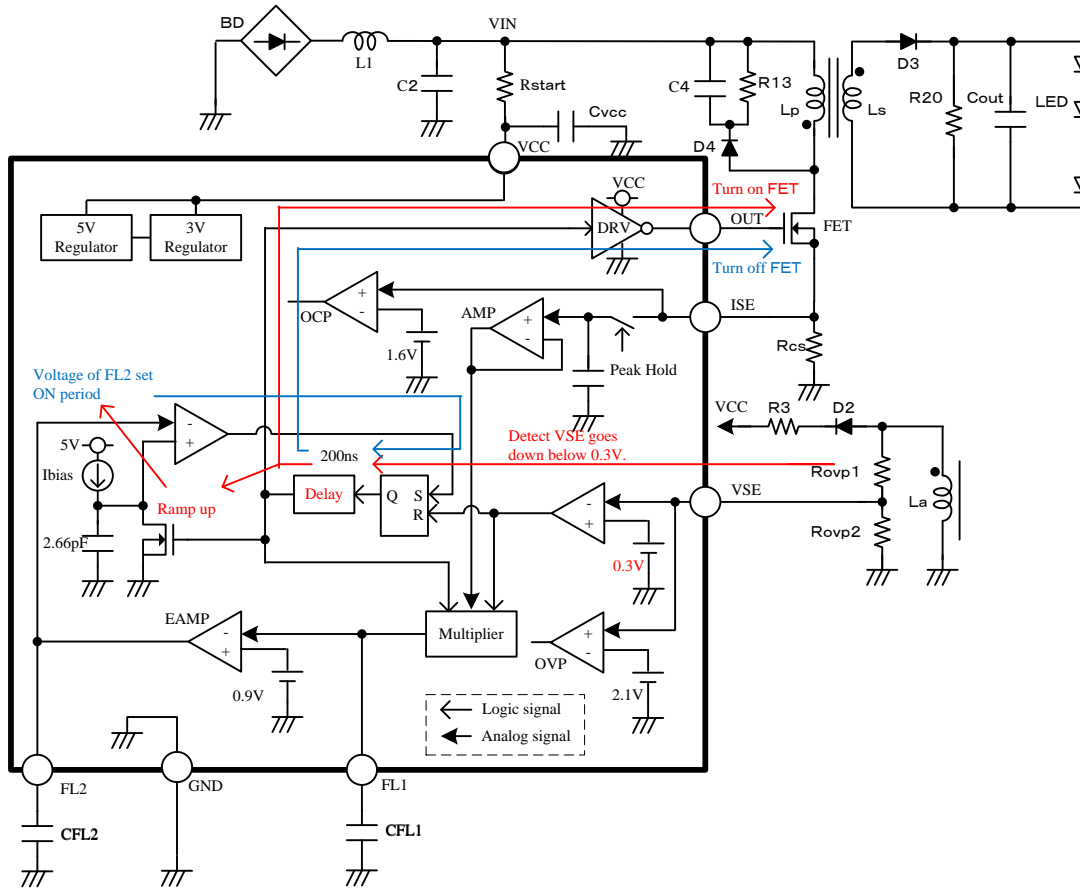 BD
VIN
L1
C2
Rstart
Cvcc
VCC
C4
R13
D4
Lp
Ls
D3
R20
Cout
LED
5V
Regulator
3V
Regulator
VCC
DRV
Turn on FET
OUT
FET
Turn off FET
+
-
OCP
1.6V
AMP
+
-
Peak Hold
ISE
Rcs
Voltage of FL2 set
ON period
-
+
5V
Ibias
2.66pF
Ramp up
200ns
Delay
Q
S
R
Detect VSE goes
down below 0.3V.
-
+
0.3V
VCC
R3
D2
Rovp1
VSE
Rovp2
La
EAMP
-
+
0.9V
Multiplier
+
-
OVP
2.1V
Logic signal
Analog signal
FL2
GND
FL1
CFL2
CFL1